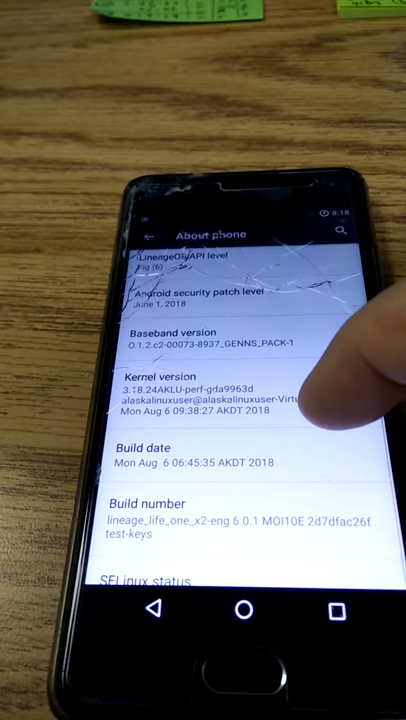 8:18
About phone
LineageOS API level
Fig (6)
Android security patch level
June 1, 2018
Baseband version
0.1.2.c2-00073-8937_GENNS_PACK-1
Kernel version
3.18.24AKLU-perf-gda9963d
alaskalinuxuser@alaskalinuxuser-Virtu
Mon Aug 6 09:38:27 AKDT 2018
Build date
Mon Aug 6 06:45:35 AKDT 2018
Build number
lineage_life_one_x2-eng 6.0.1 MOI10E 2d7dfac26f
test-keys
SELinux status